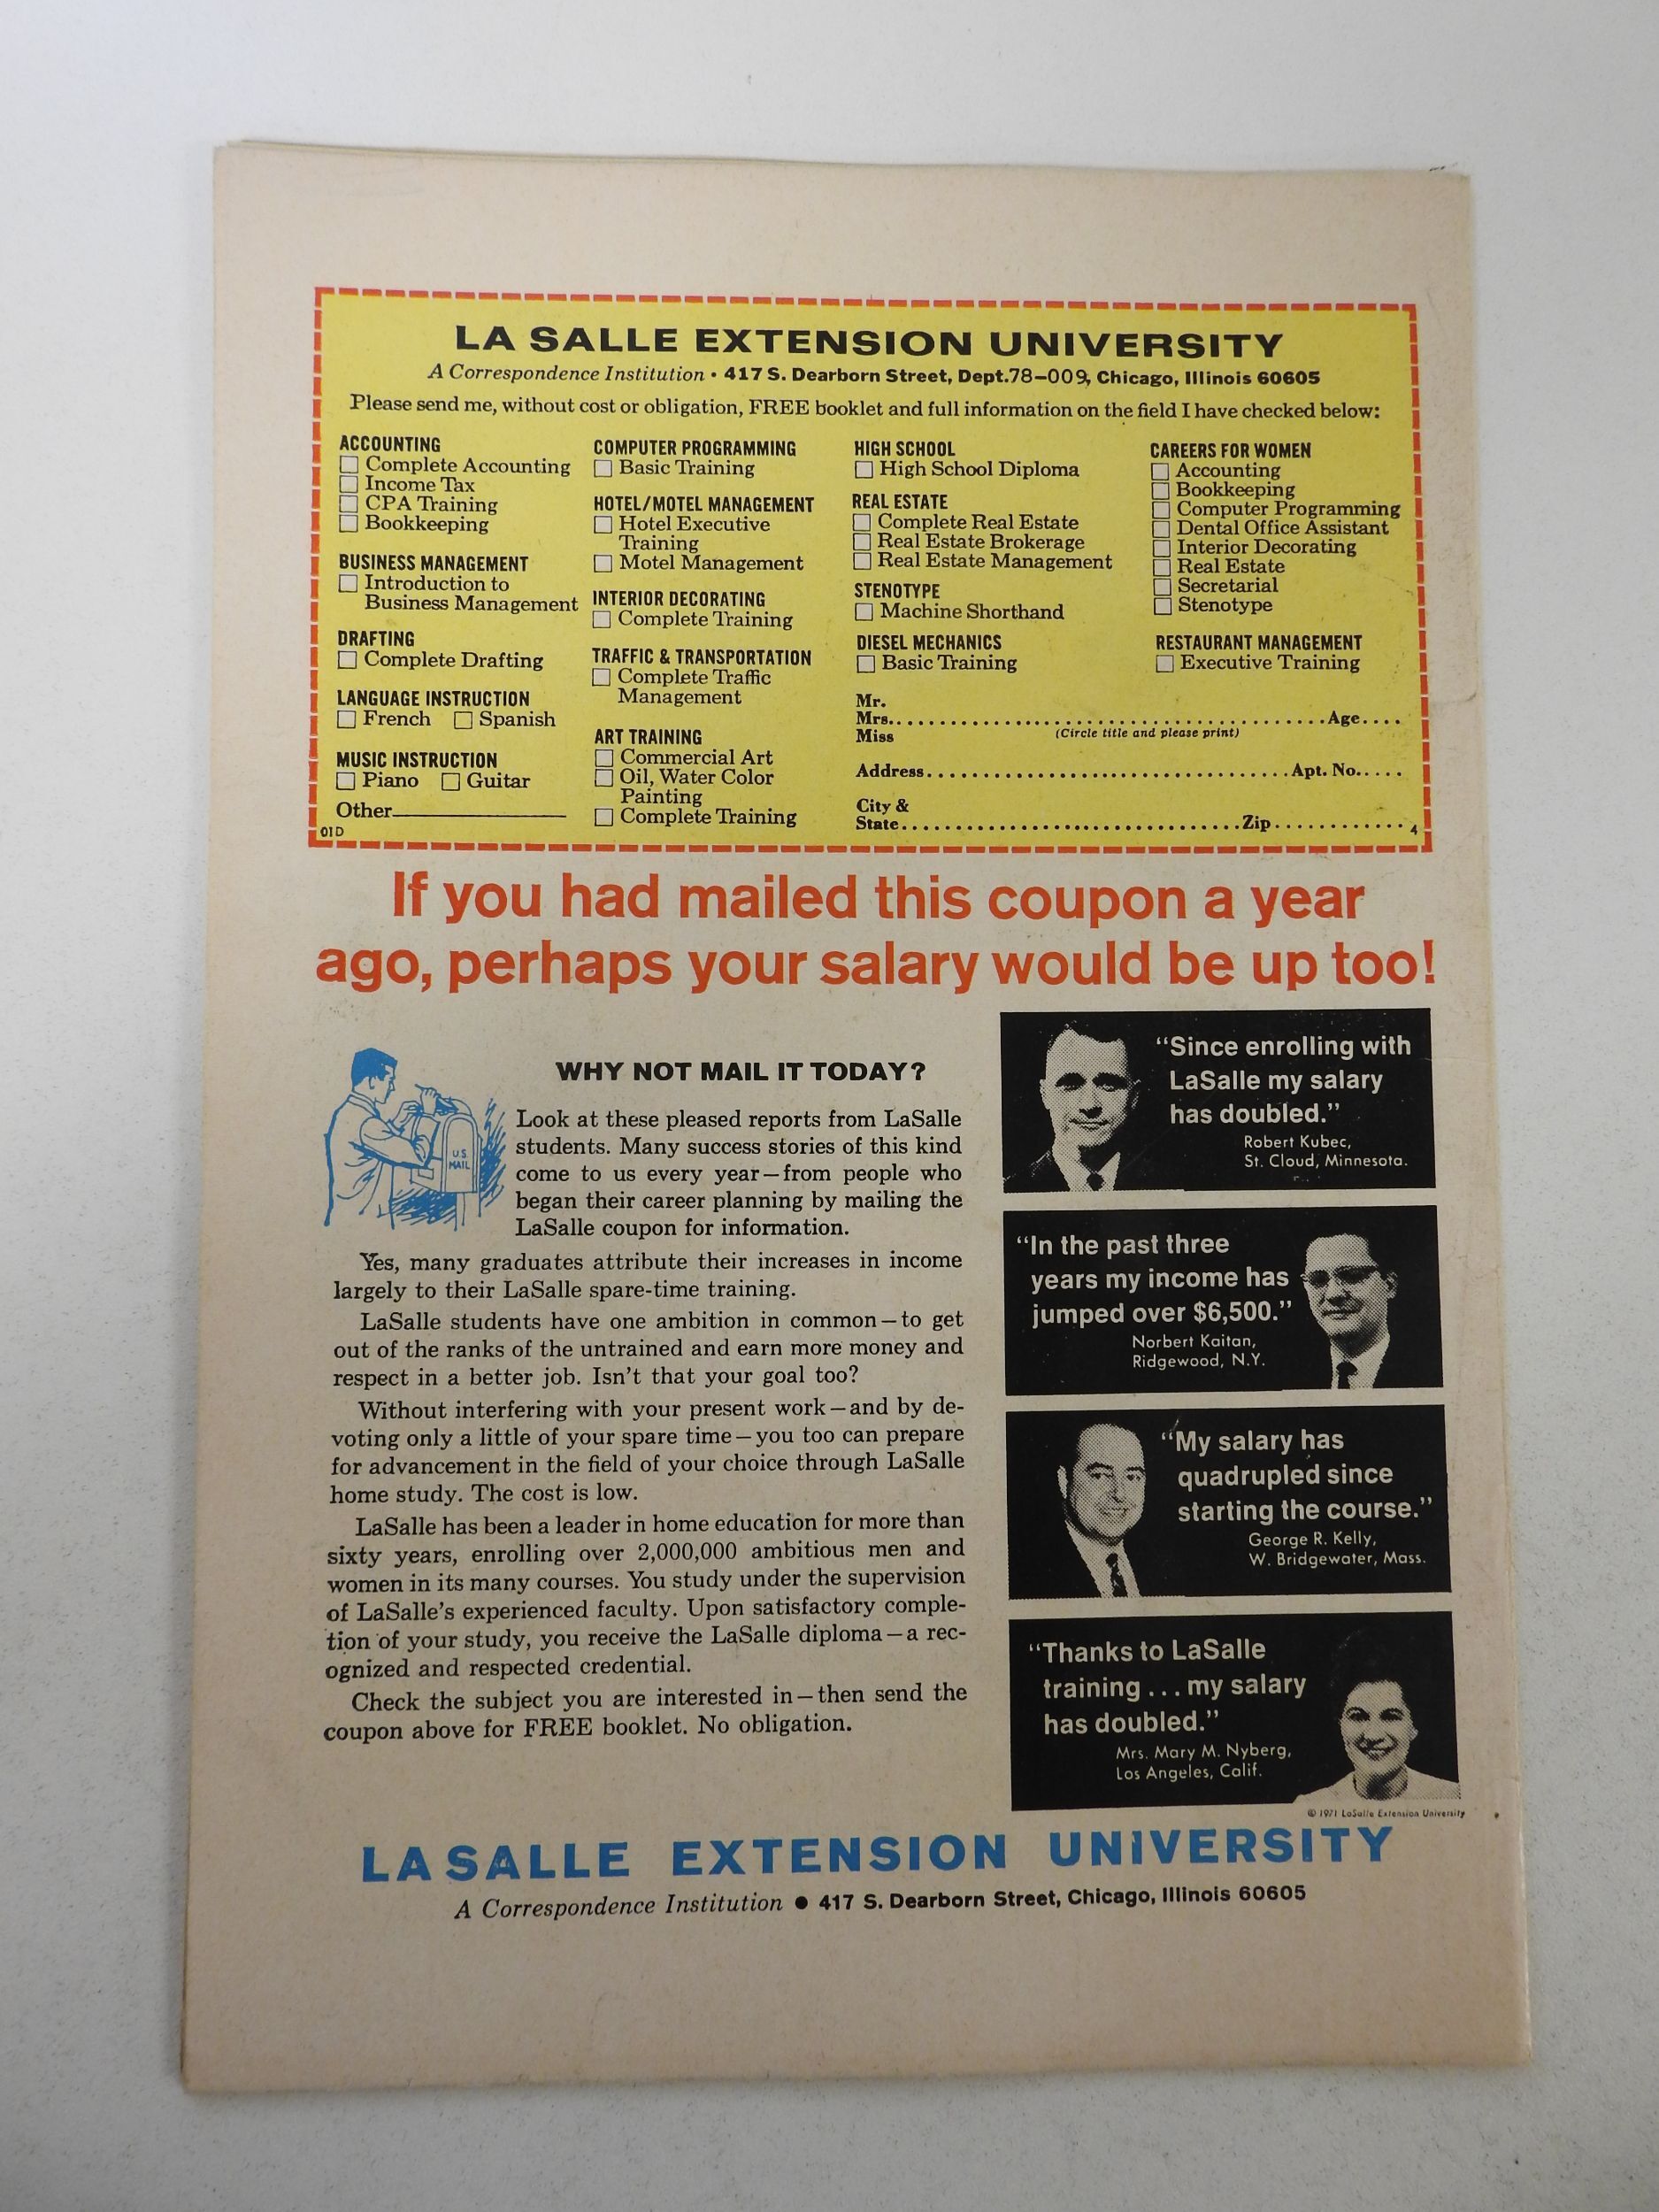 LA SALLE EXTENSION UNIVERSITY
A Correspondence Institution • 417 S. Dearborn Street, Dept.78-009, Chicago, Illinois 60605
Please send me, without cost or obligation, FREE booklet and full information on the field I have checked below:
ACCOUNTING
Complete Accounting
Income Tax
CPA Training
Bookkeeping
BUSINESS MANAGEMENT
Introduction to
Business Management
DRAFTING
Complete Drafting
LANGUAGE INSTRUCTION
French Spanish
MUSIC INSTRUCTION
Piano Guitar
Other
01D
COMPUTER PROGRAMMING
Basic Training
HOTEL/MOTEL MANAGEMENT
Hotel Executive
Training
Motel Management
INTERIOR DECORATING
Complete Training
TRAFFIC & TRANSPORTATION
Complete Traffic
Management
ART TRAINING
Commercial Art
Oil, Water Color
Painting
Complete Training
HIGH SCHOOL
High School Diploma
REAL ESTATE
Complete Real Estate
Real Estate Brokerage
Real Estate Management
STENOTYPE
Machine Shorthand
DIESEL MECHANICS
Basic Training
CAREERS FOR WOMEN
Accounting
Bookkeeping
Computer Programming
Dental Office Assistant
Interior Decorating
Real Estate
Secretarial
Stenotype
RESTAURANT MANAGEMENT
Executive Training
Mr.
Mrs. Age
Miss (Circle title and please print)
Address Apt. No.
City &
State Zip 4
If you had mailed this coupon a year
ago, perhaps your salary would be up too!
U.S.
MAIL
WHY NOT MAIL IT TODAY?
Look at these pleased reports from LaSalle
students. Many success stories of this kind
come to us every year—from people who
began their career planning by mailing the
LaSalle coupon for information.
Yes, many graduates attribute their increases in income
largely to their LaSalle spare-time training.
LaSalle students have one ambition in common—to get
out of the ranks of the untrained and earn more money and
respect in a better job. Isn't that your goal too?
Without interfering with your present work—and by de-
voting only a little of your spare time—you too can prepare
for advancement in the field of your choice through LaSalle
home study. The cost is low.
LaSalle has been a leader in home education for more than
sixty years, enrolling over 2,000,000 ambitious men and
women in its many courses. You study under the supervision
of LaSalle's experienced faculty. Upon satisfactory comple-
tion of your study, you receive the LaSalle diploma—a rec-
ognized and respected credential.
Check the subject you are interested in—then send the
coupon above for FREE booklet. No obligation.
"Since enrolling with
LaSalle my salary
has doubled."
Robert Kubec,
St. Cloud, Minnesota.
"In the past three
years my income has
jumped over $6,500."
Norbert Kaitan,
Ridgewood, N.Y.
"My salary has
quadrupled since
starting the course."
George R. Kelly,
W. Bridgewater, Mass.
"Thanks to LaSalle
training . . . my salary
has doubled."
Mrs. Mary M. Nyberg,
Los Angeles, Calif.
© 1971 LaSalle Extension University
LASALLE EXTENSION UNIVERSITY
A Correspondence Institution • 417 S. Dearborn Street, Chicago, Illinois 60605